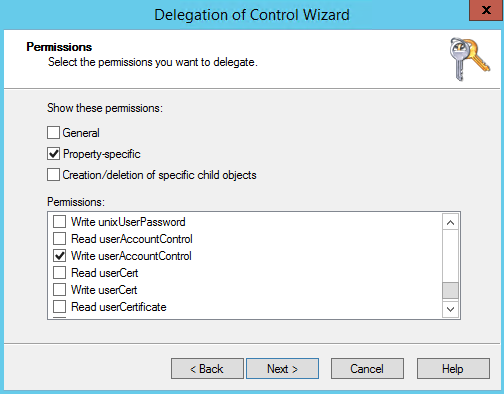 Delegation of Control Wizard
x
Permissions
Select the permissions you want to delegate.
Show these permissions:
General
Property-specific
Creation/deletion of specific child objects
Permissions:
Write unixUserPassword
Read userAccountControl
Write userAccountControl
Read userCert
Write userCert
Read userCertificate
< Back Next > Cancel Help